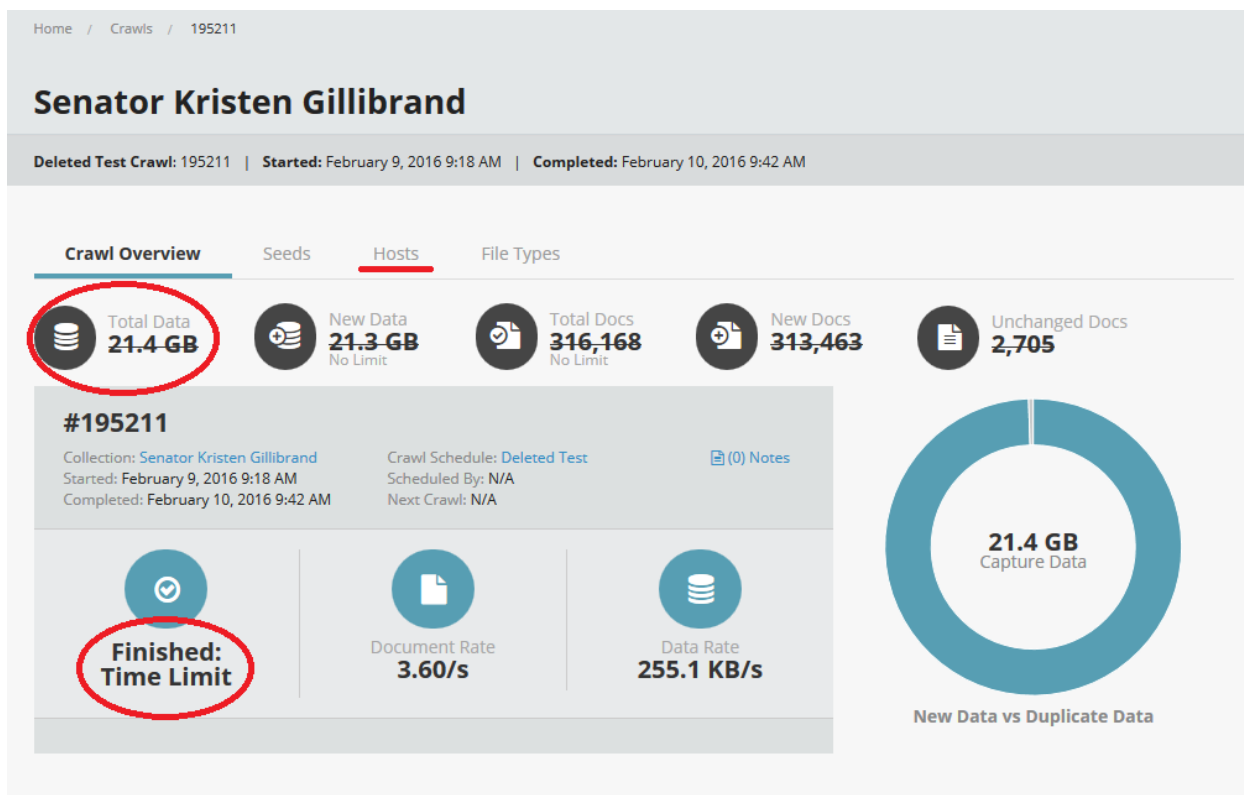 Home / Crawls / 195211
Senator Kristen Gillibrand
Deleted Test Crawl: 195211 | Started: February 9, 2016 9:18 AM | Completed: February 10, 2016 9:42 AM
Crawl Overview Seeds Hosts File Types
Total Data
21.4 GB
New Data
21.3 GB
No Limit
Total Docs
316,168
No Limit
New Docs
313,463
Unchanged Docs
2,705
#195211
Collection: Senator Kristen Gillibrand
Started: February 9, 2016 9:18 AM
Completed: February 10, 2016 9:42 AM
Crawl Schedule: Deleted Test
Scheduled By: N/A
Next Crawl: N/A
(0) Notes
Finished:
Time Limit
Document Rate
3.60/s
Data Rate
255.1 KB/s
21.4 GB
Capture Data
New Data vs Duplicate Data